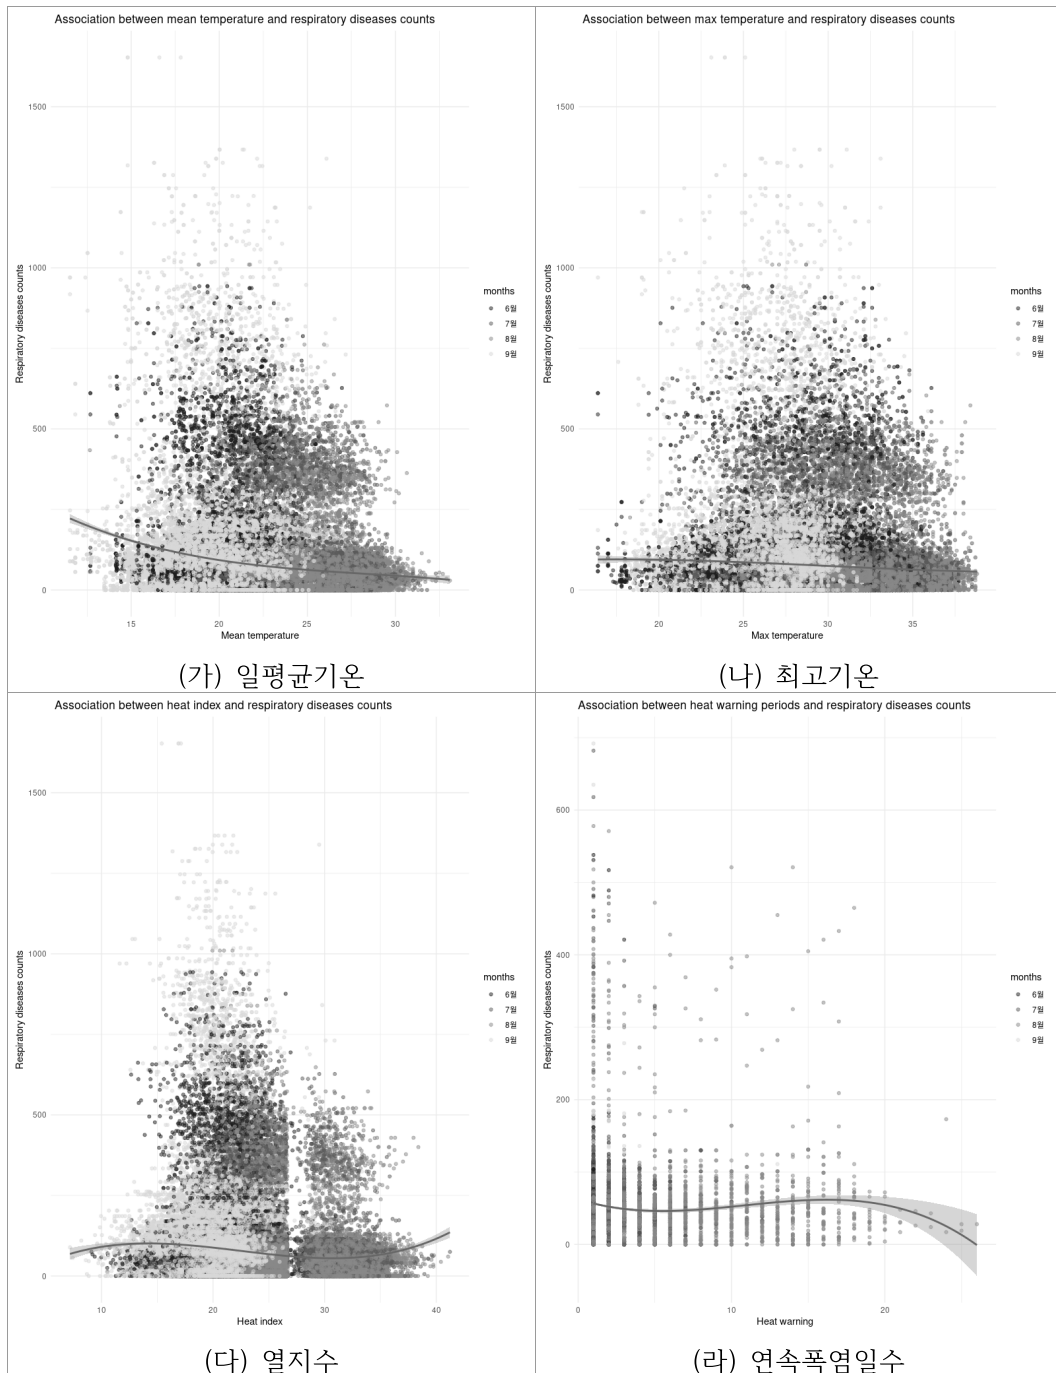 Association between mean temperature and respiratory diseases counts
1500
1000
500
0
Respiratory diseases counts
15
20
25
30
Mean temperature
months
6월
7월
8월
9월
(가) 일평균기온
Association between max temperature and respiratory diseases counts
1500
1000
500
0
Respiratory diseases counts
20
25
30
35
Max temperature
months
6월
7월
8월
9월
(나) 최고기온
Association between heat index and respiratory diseases counts
1500
1000
500
0
Respiratory diseases counts
10
20
30
40
Heat index
months
6월
7월
8월
9월
(다) 열지수
Association between heat warning periods and respiratory diseases counts
600
400
200
0
Respiratory diseases counts
0
10
20
Heat warning
months
6월
7월
8월
9월
(라) 연속폭염일수